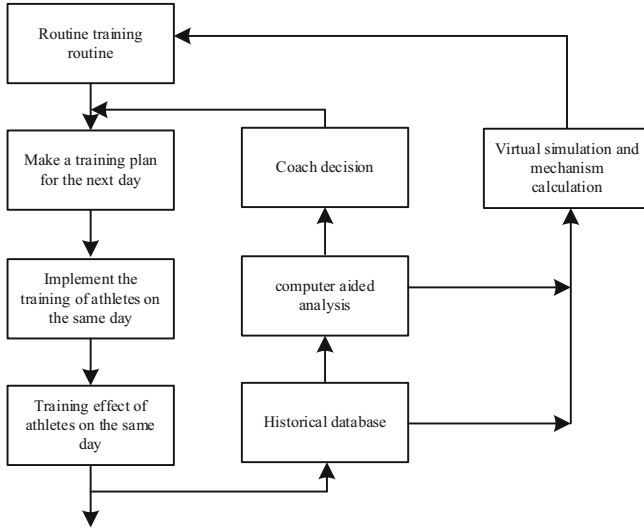 Routine training
routine
Make a training plan
for the next day
Coach decision
Virtual simulation and
mechanism
calculation
Implement the
training of athletes on
the same day
computer aided
analysis
Training effect of
athletes on the same
day
Historical database